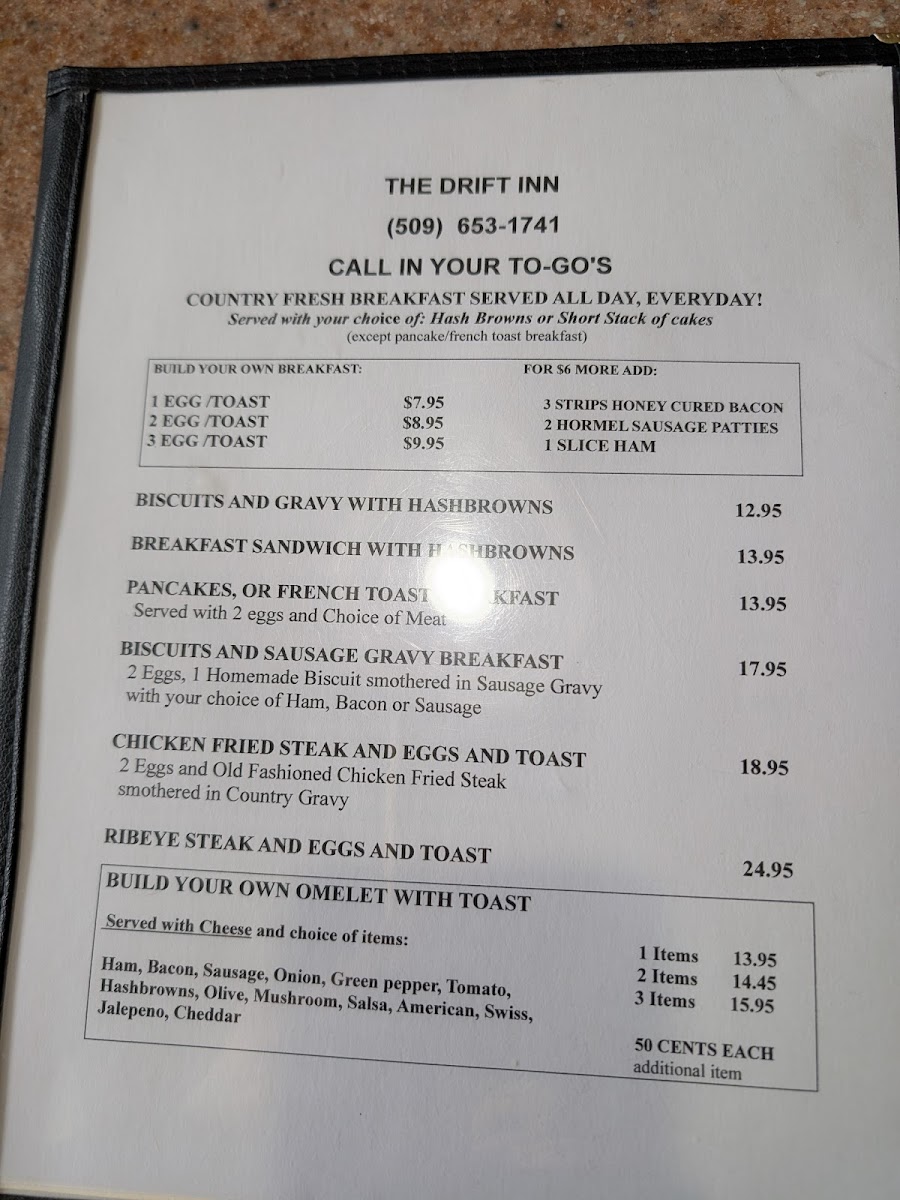 THE DRIFT INN
(509) 653-1741
CALL IN YOUR TO-GO'S
COUNTRY FRESH BREAKFAST SERVED ALL DAY, EVERYDAY!
Served with your choice of: Hash Browns or Short Stack of cakes
(except pancake/french toast breakfast)
BUILD YOUR OWN BREAKFAST: FOR $6 MORE ADD:
1 EGG /TOAST $7.95 3 STRIPS HONEY CURED BACON
2 EGG /TOAST $8.95 2 HORMEL SAUSAGE PATTIES
3 EGG /TOAST $9.95 1 SLICE HAM
BISCUITS AND GRAVY WITH HASHBROWNS 12.95
BREAKFAST SANDWICH WITH HASHBROWNS 13.95
PANCAKES, OR FRENCH TOAST KFAST 13.95
Served with 2 eggs and Choice of Meat
BISCUITS AND SAUSAGE GRAVY BREAKFAST 17.95
2 Eggs, 1 Homemade Biscuit smothered in Sausage Gravy
with your choice of Ham, Bacon or Sausage
CHICKEN FRIED STEAK AND EGGS AND TOAST 18.95
2 Eggs and Old Fashioned Chicken Fried Steak
smothered in Country Gravy
RIBEYE STEAK AND EGGS AND TOAST 24.95
BUILD YOUR OWN OMELET WITH TOAST
Served with Cheese and choice of items:
1 Items 13.95
2 Items 14.45
3 Items 15.95
Ham, Bacon, Sausage, Onion, Green pepper, Tomato,
Hashbrowns, Olive, Mushroom, Salsa, American, Swiss,
Jalepeno, Cheddar
50 CENTS EACH
additional item